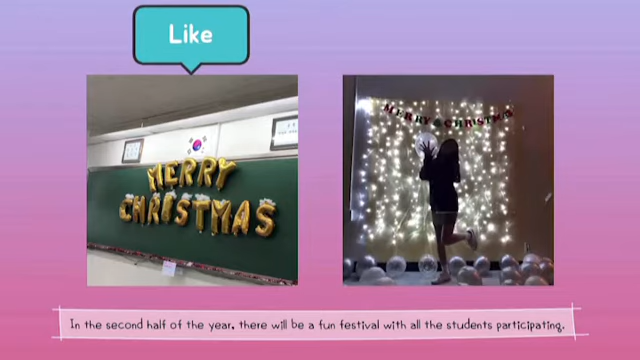 Like
MERRY
CHRISTMAS
MERRY CHRISTMAS
In the second half of the year, there will be a fun festival with all the students participating.